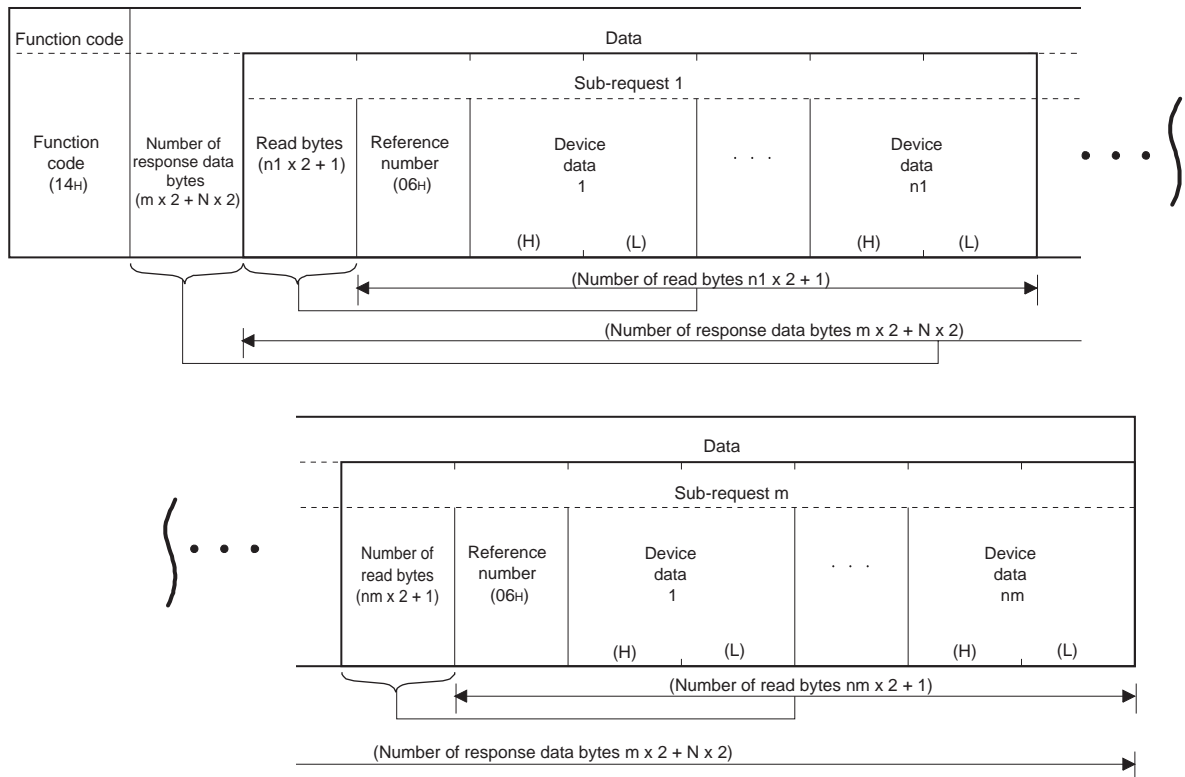 Function code
Data
Sub-request 1
Function
code
(14H)
Number of
response data
bytes
(m x 2 + N x 2)
Read bytes
(n1 x 2 + 1)
Reference
number
(06H)
Device
data
1
(H) (L)
. . .
Device
data
n1
(H) (L)
(Number of read bytes n1 x 2 + 1)
(Number of response data bytes m x 2 + N x 2)
Data
Sub-request m
Number of
read bytes
(nm x 2 + 1)
Reference
number
(06H)
Device
data
1
(H) (L)
. . .
Device
data
nm
(H) (L)
(Number of read bytes nm x 2 + 1)
(Number of response data bytes m x 2 + N x 2)